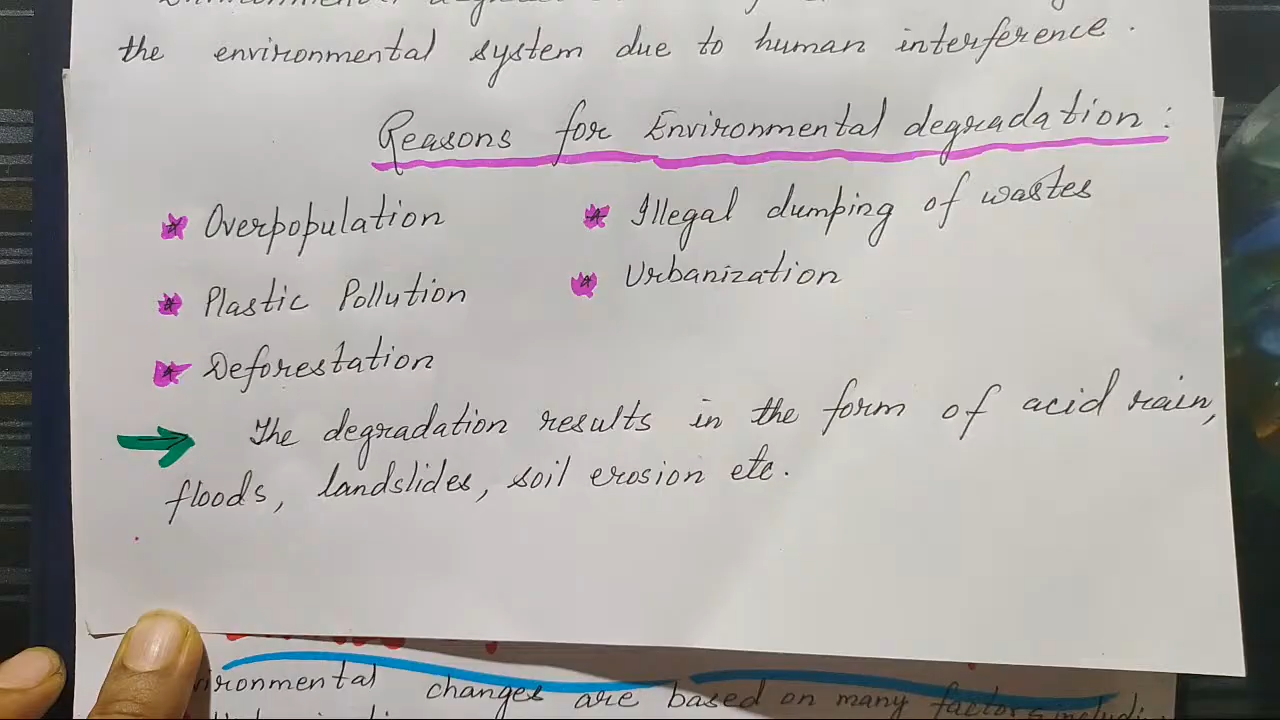 the environmental system due to human interference.
Reasons for Environmental degradation:
* Overpopulation
* Illegal dumping of wastes
* Plastic Pollution
* Urbanization
* Deforestation
→ The degradation results in the form of acid rain,
floods, landslides, soil erosion etc.
changes are based on many factors